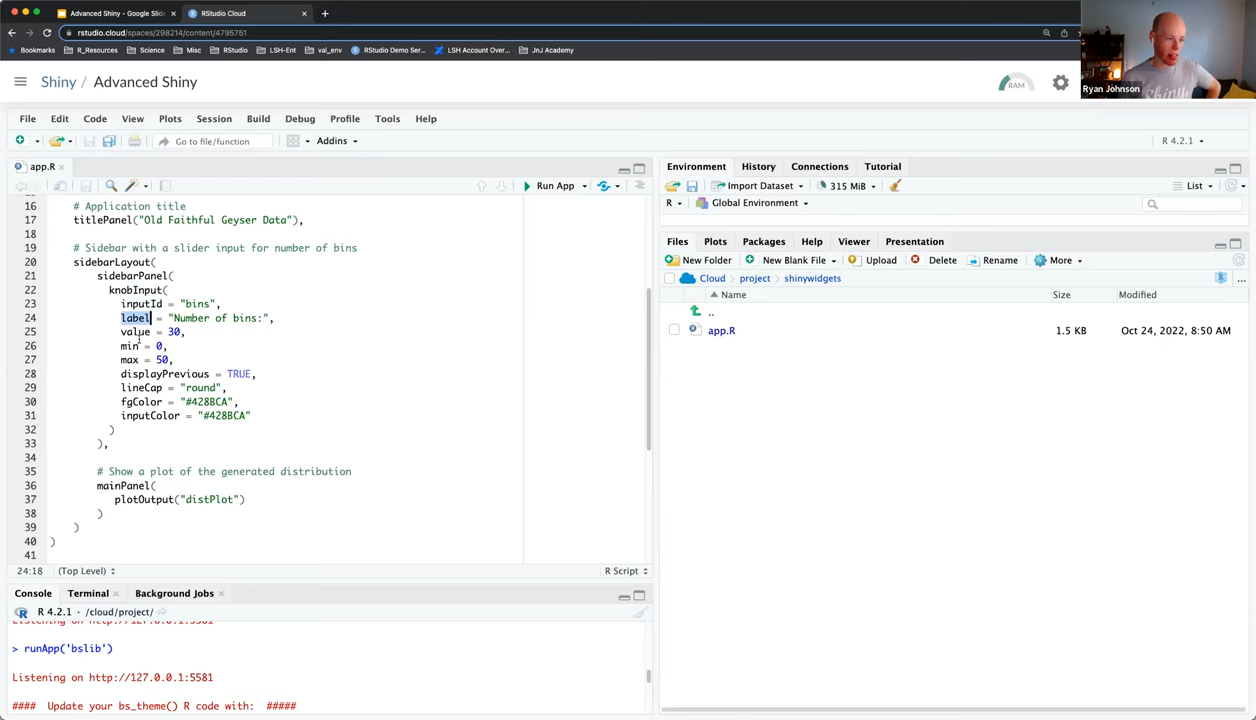 Advanced Shiny - Google Slide
RStudio Cloud
rstudio.cloud/spaces/298214/content/4795751
Bookmarks
R_Resources
Science
Misc
RStudio
LSH-Ent
val_env
RStudio Demo Ser...
LSH Account Over...
JnJ Academy
Ryan Johnson
Shiny / Advanced Shiny
RAM
File Edit Code View Plots Session Build Debug Profile Tools Help
Go to file/function
Addins
R 4.2.1
app.R
Run App
16 # Application title
17 titlePanel("Old Faithful Geyser Data"),
18
19 # Sidebar with a slider input for number of bins
20 sidebarLayout(
21 sidebarPanel(
22 knobInput(
23 inputId = "bins",
24 label = "Number of bins:",
25 value = 30,
26 min = 0,
27 max = 50,
28 displayPrevious = TRUE,
29 lineCap = "round",
30 fgColor = "#428BCA",
31 inputColor = "#428BCA"
32 )
33 ),
34
35 # Show a plot of the generated distribution
36 mainPanel(
37 plotOutput("distPlot")
38 )
39 )
40 )
41
24:18 (Top Level) R Script
Console Terminal Background Jobs
R 4.2.1 · /cloud/project/
Listening on http://127.0.0.1:5581
> runApp('bslib')
Listening on http://127.0.0.1:5581
#### Update your bs_theme() R code with: #####
Environment History Connections Tutorial
Import Dataset 315 MiB List
R Global Environment
Files Plots Packages Help Viewer Presentation
New Folder New Blank File Upload Delete Rename More
Cloud project shinywidgets
Name Size Modified
..
app.R 1.5 KB Oct 24, 2022, 8:50 AM